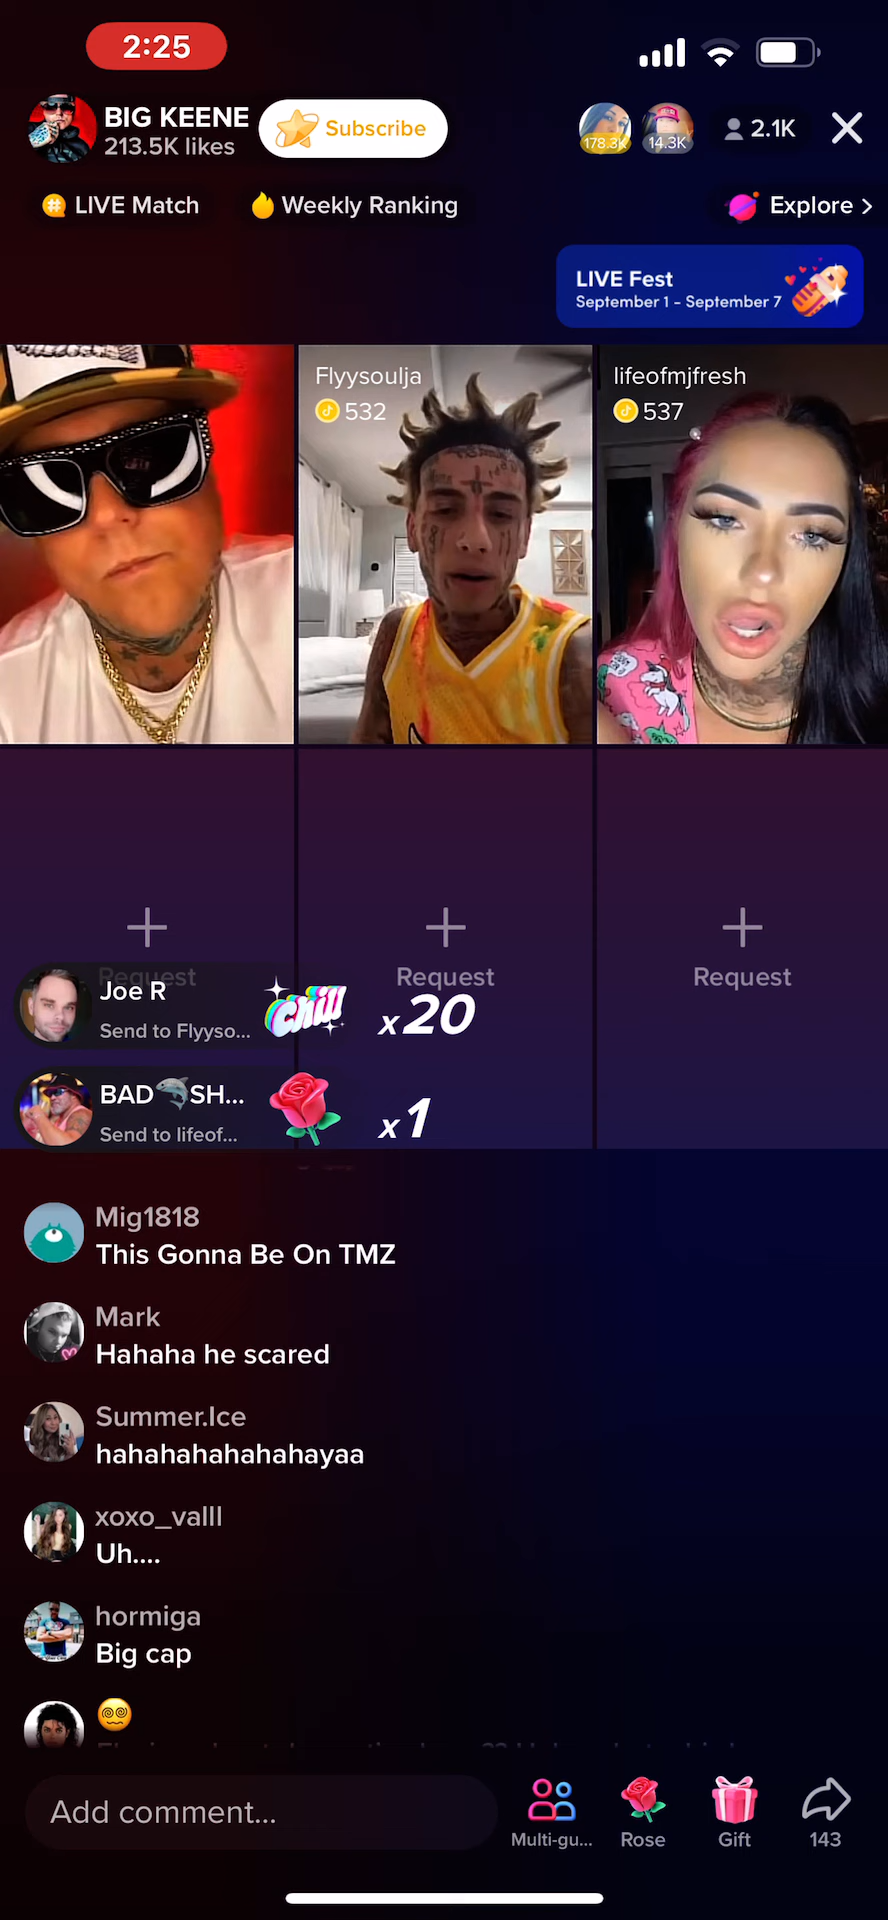 2:25
BIG KEENE
213.5K likes
Subscribe
178.3K
14.3K
2.1K
LIVE Match
Weekly Ranking
Explore >
LIVE Fest
September 1 - September 7
Flyysoulja
532
lifeofmjfresh
537
Request
Request
Request
Joe R
Send to Flyyso...
chill
x20
BAD🦈SH...
Send to lifeof...
x1
Mig1818
This Gonna Be On TMZ
Mark
Hahaha he scared
Summer.Ice
hahahahahahahayaa
xoxo_valll
Uh....
hormiga
Big cap
😵‍💫
Add comment...
Multi-gu...
Rose
Gift
143